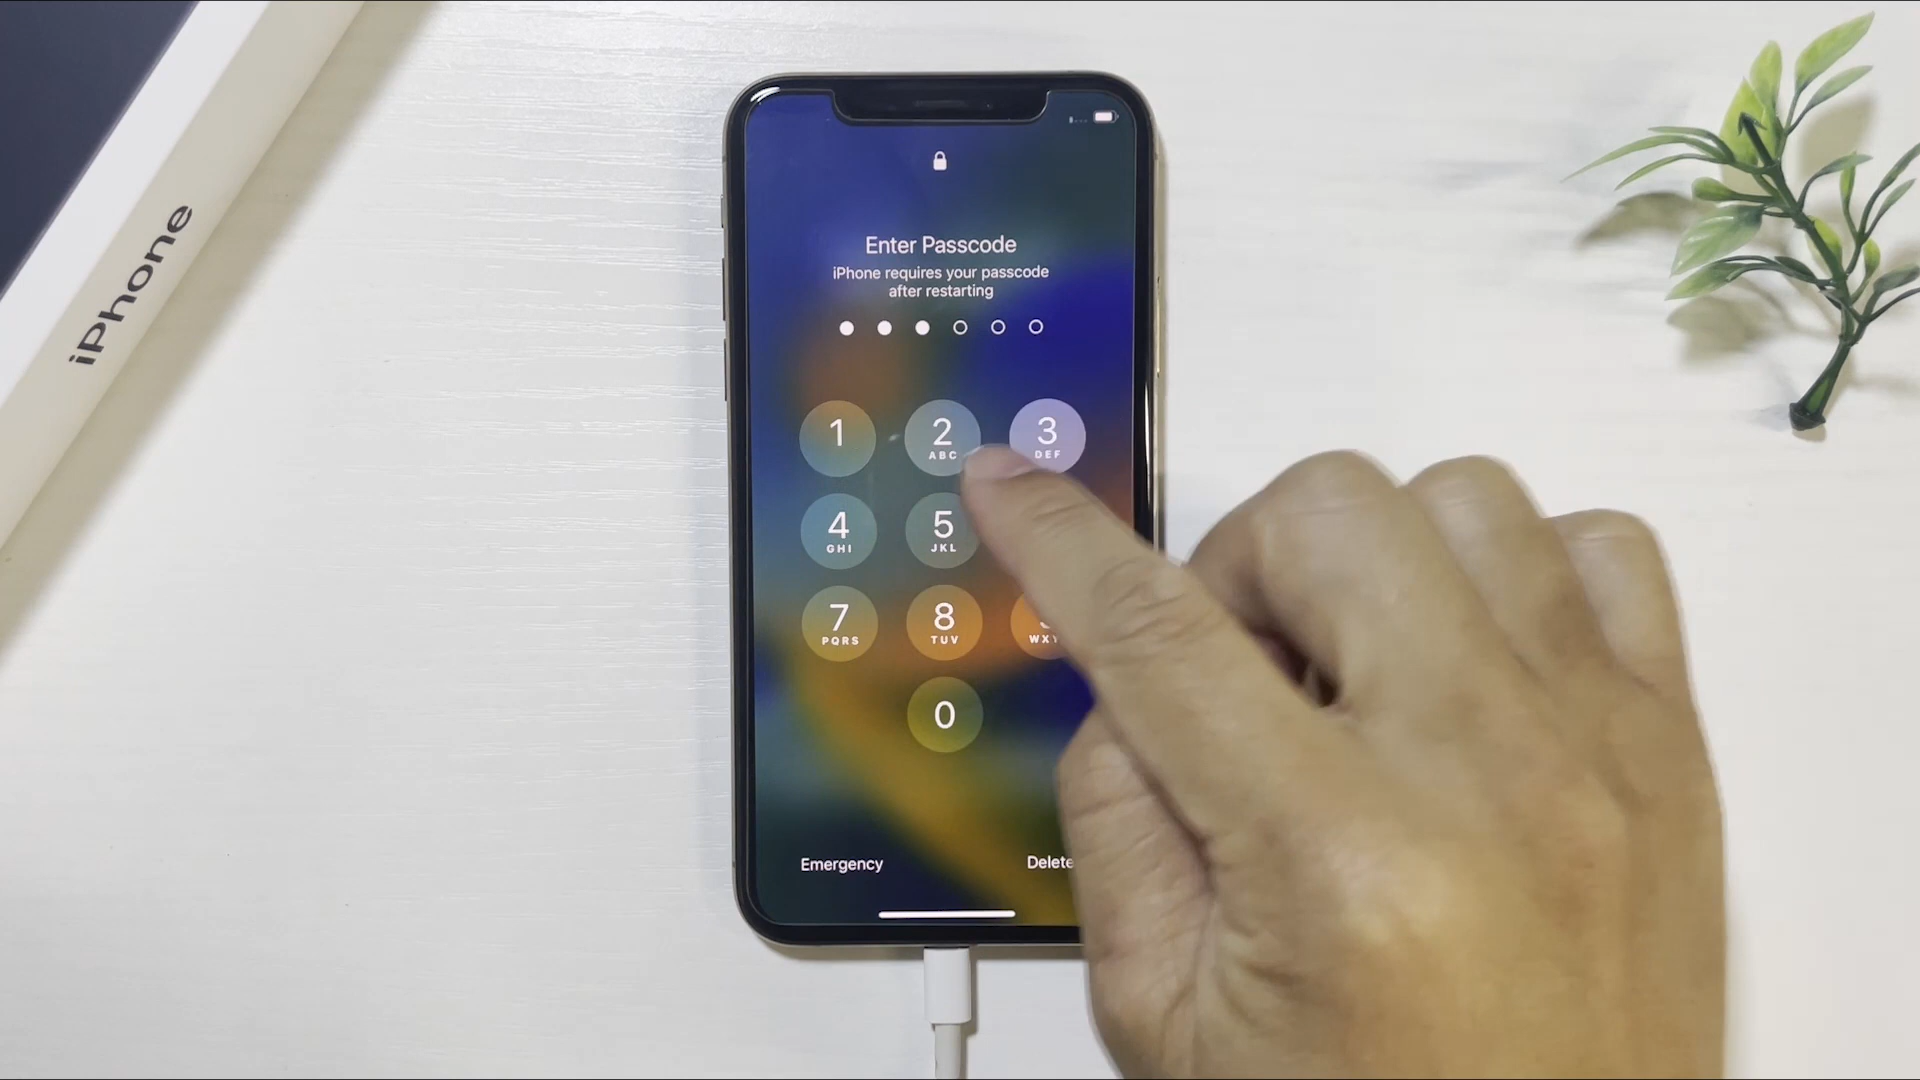 iPhone
Enter Passcode
iPhone requires your passcode
after restarting
1
2
ABC
3
DEF
4
GHI
5
JKL
7
PQRS
8
TUV
0
Emergency
Delete